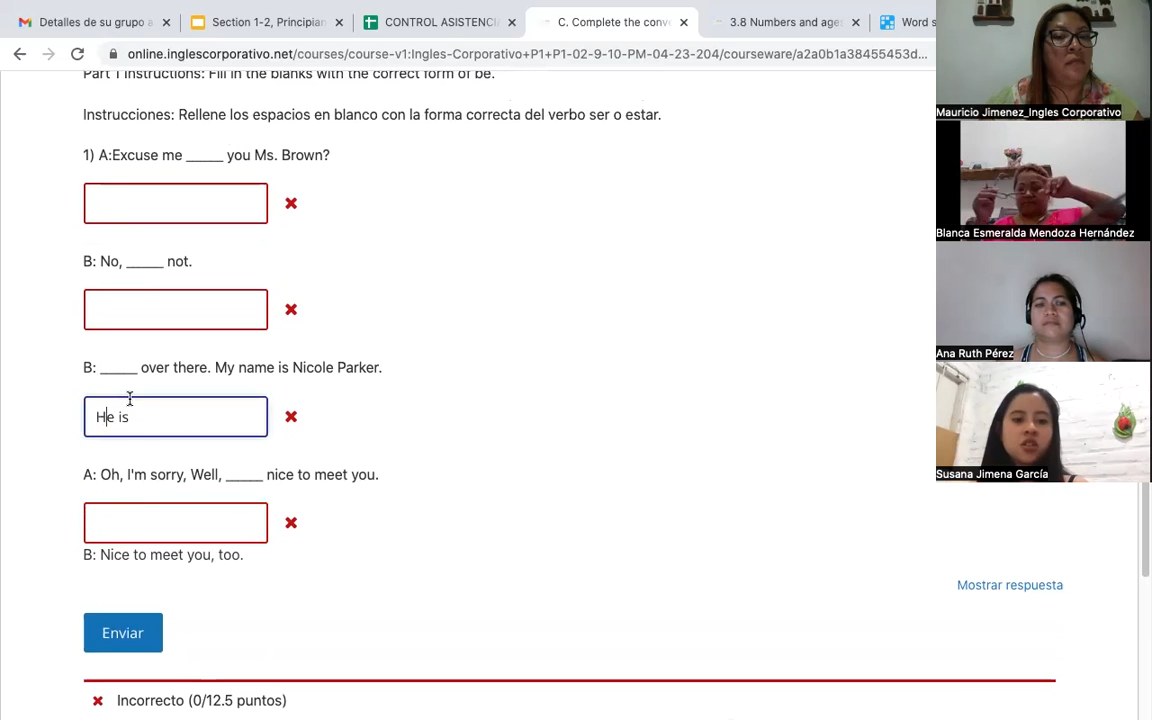 Detalles de su grupo a
Section 1-2, Principian
CONTROL ASISTENCI
C. Complete the conv
3.8 Numbers and ages
Word s
online.inglescorporativo.net/courses/course-v1:Ingles-Corporativo+P1+P1-02-9-10-PM-04-23-204/courseware/a2a0b1a38455453d...
Part 1 Instructions: Fill in the blanks with the correct form of be.
Instrucciones: Rellene los espacios en blanco con la forma correcta del verbo ser o estar.
1) A:Excuse me _____ you Ms. Brown?
B: No, _____ not.
B: _____ over there. My name is Nicole Parker.
He is
A: Oh, I'm sorry, Well, _____ nice to meet you.
B: Nice to meet you, too.
Mostrar respuesta
Enviar
Incorrecto (0/12.5 puntos)
Mauricio Jimenez_Ingles Corporativo
Blanca Esmeralda Mendoza Hernández
Ana Ruth Pérez
Susana Jimena García